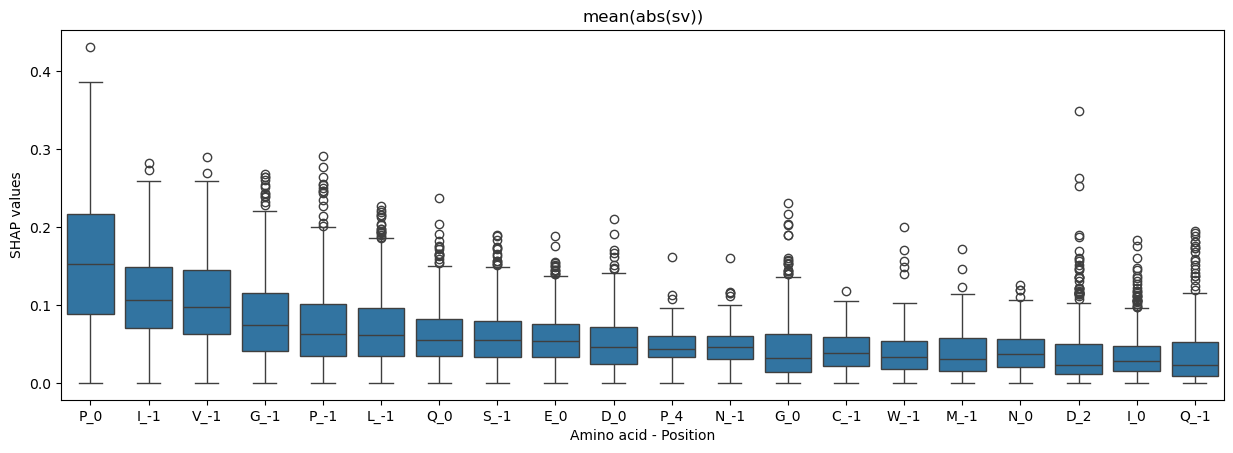 mean(abs(sv))
SHAP values
0.4
0.3
0.2
0.1
0.0
P_0 I_-1 V_-1 G_-1 P_-1 L_-1 Q_0 S_-1 E_0 D_0 P_4 N_-1 G_0 C_-1 W_-1 M_-1 N_0 D_2 I_0 Q_-1
Amino acid - Position